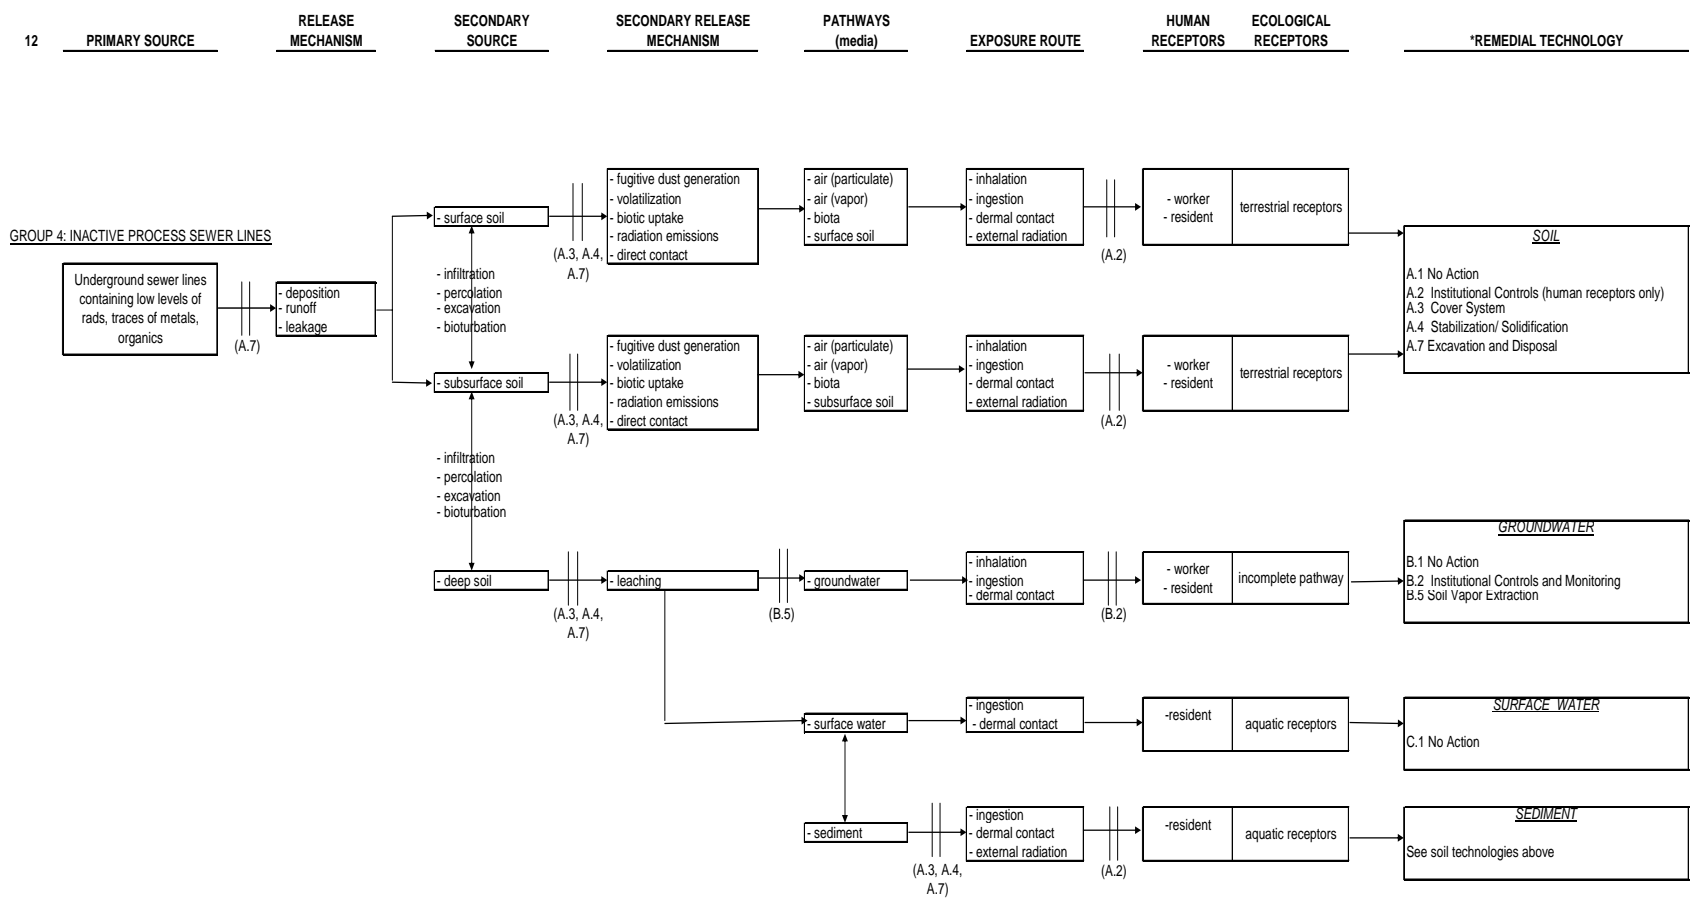 12
PRIMARY SOURCE
RELEASE
MECHANISM
SECONDARY
SOURCE
SECONDARY RELEASE
MECHANISM
PATHWAYS
(media)
EXPOSURE ROUTE
HUMAN
RECEPTORS
ECOLOGICAL
RECEPTORS
*REMEDIAL TECHNOLOGY
GROUP 4: INACTIVE PROCESS SEWER LINES
Underground sewer lines
containing low levels of
rads, traces of metals,
organics
(A.7)
- deposition
- runoff
- leakage
- surface soil
(A.3, A.4,
A.7)
- fugitive dust generation
- volatilization
- biotic uptake
- radiation emissions
- direct contact
- air (particulate)
- air (vapor)
- biota
- surface soil
- inhalation
- ingestion
- dermal contact
- external radiation
(A.2)
- worker
- resident
terrestrial receptors
SOIL
A.1 No Action
A.2 Institutional Controls (human receptors only)
A.3 Cover System
A.4 Stabilization/ Solidification
A.7 Excavation and Disposal
- infiltration
- percolation
- excavation
- bioturbation
- subsurface soil
(A.3, A.4,
A.7)
- fugitive dust generation
- volatilization
- biotic uptake
- radiation emissions
- direct contact
- air (particulate)
- air (vapor)
- biota
- subsurface soil
- inhalation
- ingestion
- dermal contact
- external radiation
(A.2)
- worker
- resident
terrestrial receptors
- infiltration
- percolation
- excavation
- bioturbation
- deep soil
(A.3, A.4,
A.7)
- leaching
(B.5)
- groundwater
- inhalation
- ingestion
- dermal contact
(B.2)
- worker
- resident
incomplete pathway
GROUNDWATER
B.1 No Action
B.2 Institutional Controls and Monitoring
B.5 Soil Vapor Extraction
- surface water
- ingestion
- dermal contact
-resident
aquatic receptors
SURFACE WATER
C.1 No Action
- sediment
(A.3, A.4,
A.7)
- ingestion
- dermal contact
- external radiation
(A.2)
-resident
aquatic receptors
SEDIMENT
See soil technologies above